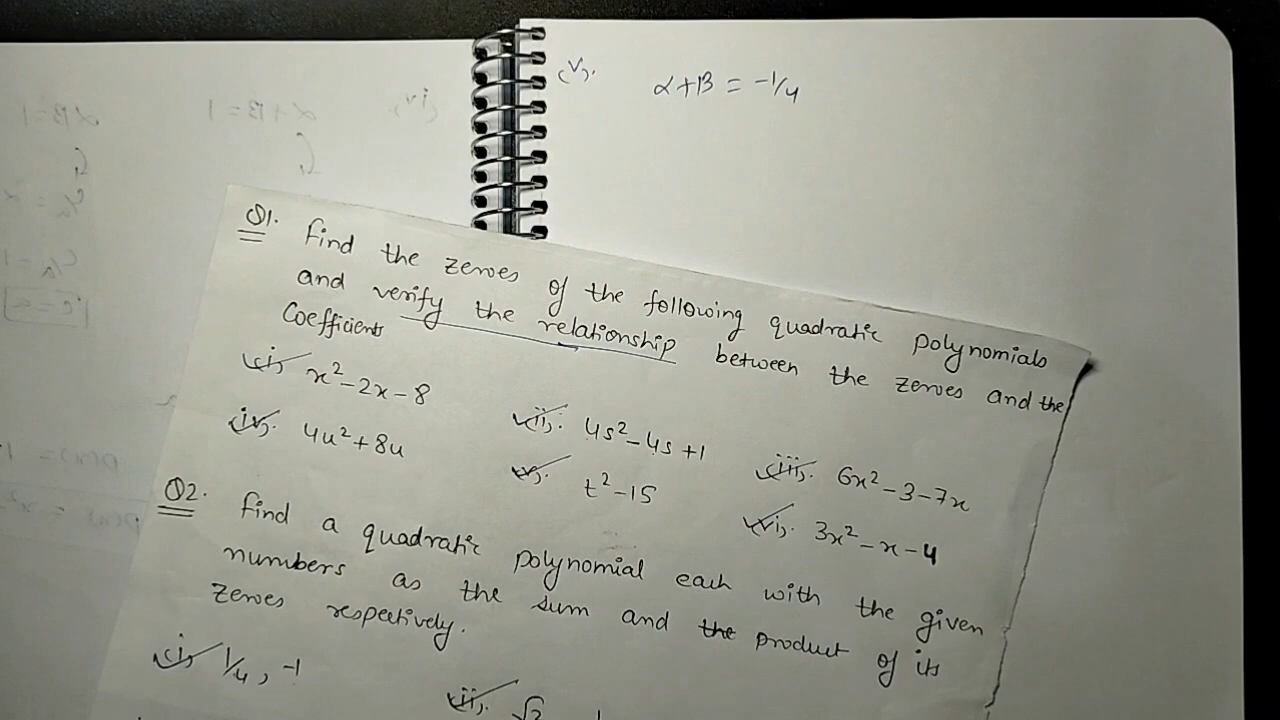 (v). α+β = -1/4
Q1. Find the zeroes of the following quadratic polynomials
and verify the relationship between the zeroes and the
Coefficients
(i) x²-2x-8 (ii). 4s²-4s+1 (iii). 6x²-3-7x
(iv). 4u²+8u (v). t²-15 (vi). 3x²-x-4
Q2. Find a quadratic polynomial each with the given
numbers as the sum and the product of its
zeroes respectively.
(i) 1/4, -1 (ii). √2